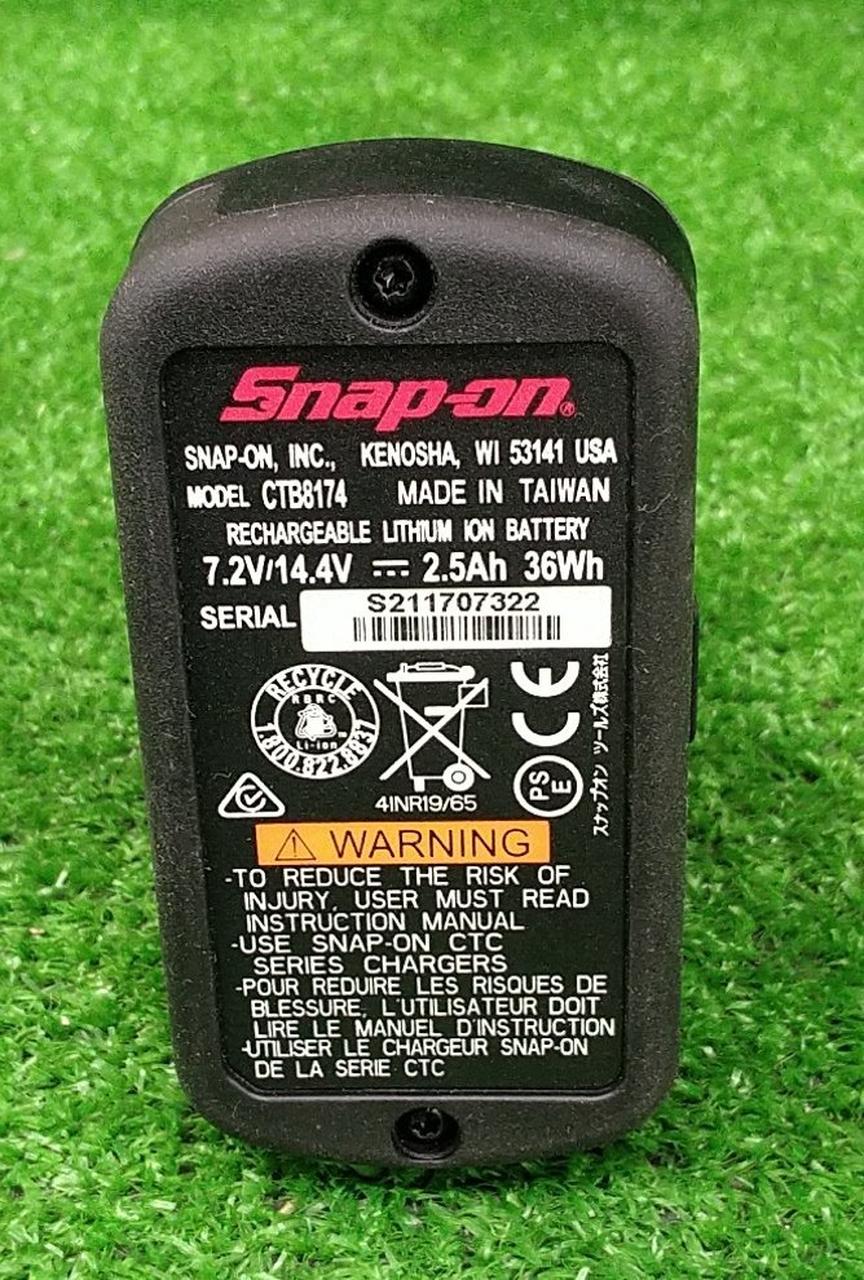 Snap-on®
SNAP-ON, INC., KENOSHA, WI 53141 USA
MODEL CTB8174 MADE IN TAIWAN
RECHARGEABLE LITHIUM ION BATTERY
7.2V/14.4V ⎓ 2.5Ah 36Wh
SERIAL S211707322
RECYCLE
RBRC
Li-ion
1.800.822.8837
4INR19/65
CE
PSE
スナップオン ツールズ株式会社
⚠ WARNING
-TO REDUCE THE RISK OF
INJURY, USER MUST READ
INSTRUCTION MANUAL
-USE SNAP-ON CTC
SERIES CHARGERS
-POUR REDUIRE LES RISQUES DE
BLESSURE, L'UTILISATEUR DOIT
LIRE LE MANUEL D'INSTRUCTION
-UTILISER LE CHARGEUR SNAP-ON
DE LA SERIE CTC